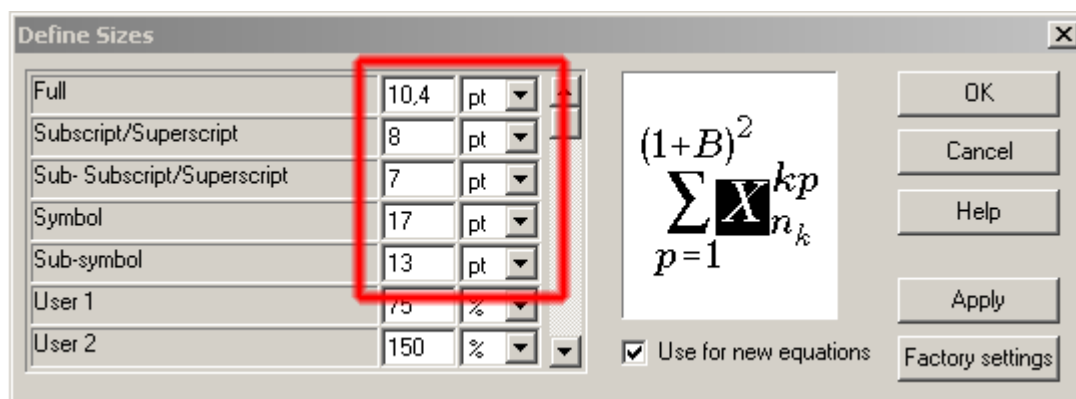 Define Sizes
Full 10,4 pt
Subscript/Superscript 8 pt
Sub- Subscript/Superscript 7 pt
Symbol 17 pt
Sub-symbol 13 pt
User 1 75 %
User 2 150 %
(1+B)²
∑ X kp
n k
p=1
Use for new equations
OK
Cancel
Help
Apply
Factory settings